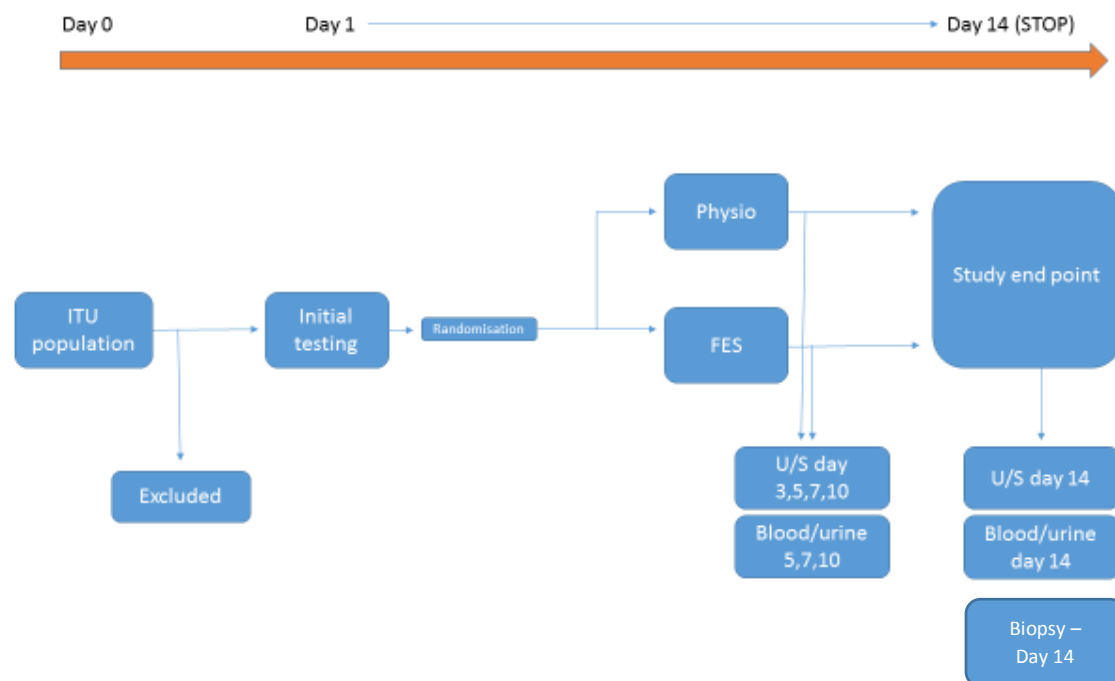 Day 0
Day 1
Day 14 (STOP)
Physio
Study end point
ITU
population
Initial
testing
Randomisation
FES
Excluded
U/S day
3,5,7,10
U/S day 14
Blood/urine
5,7,10
Blood/urine
day 14
Biopsy –
Day 14